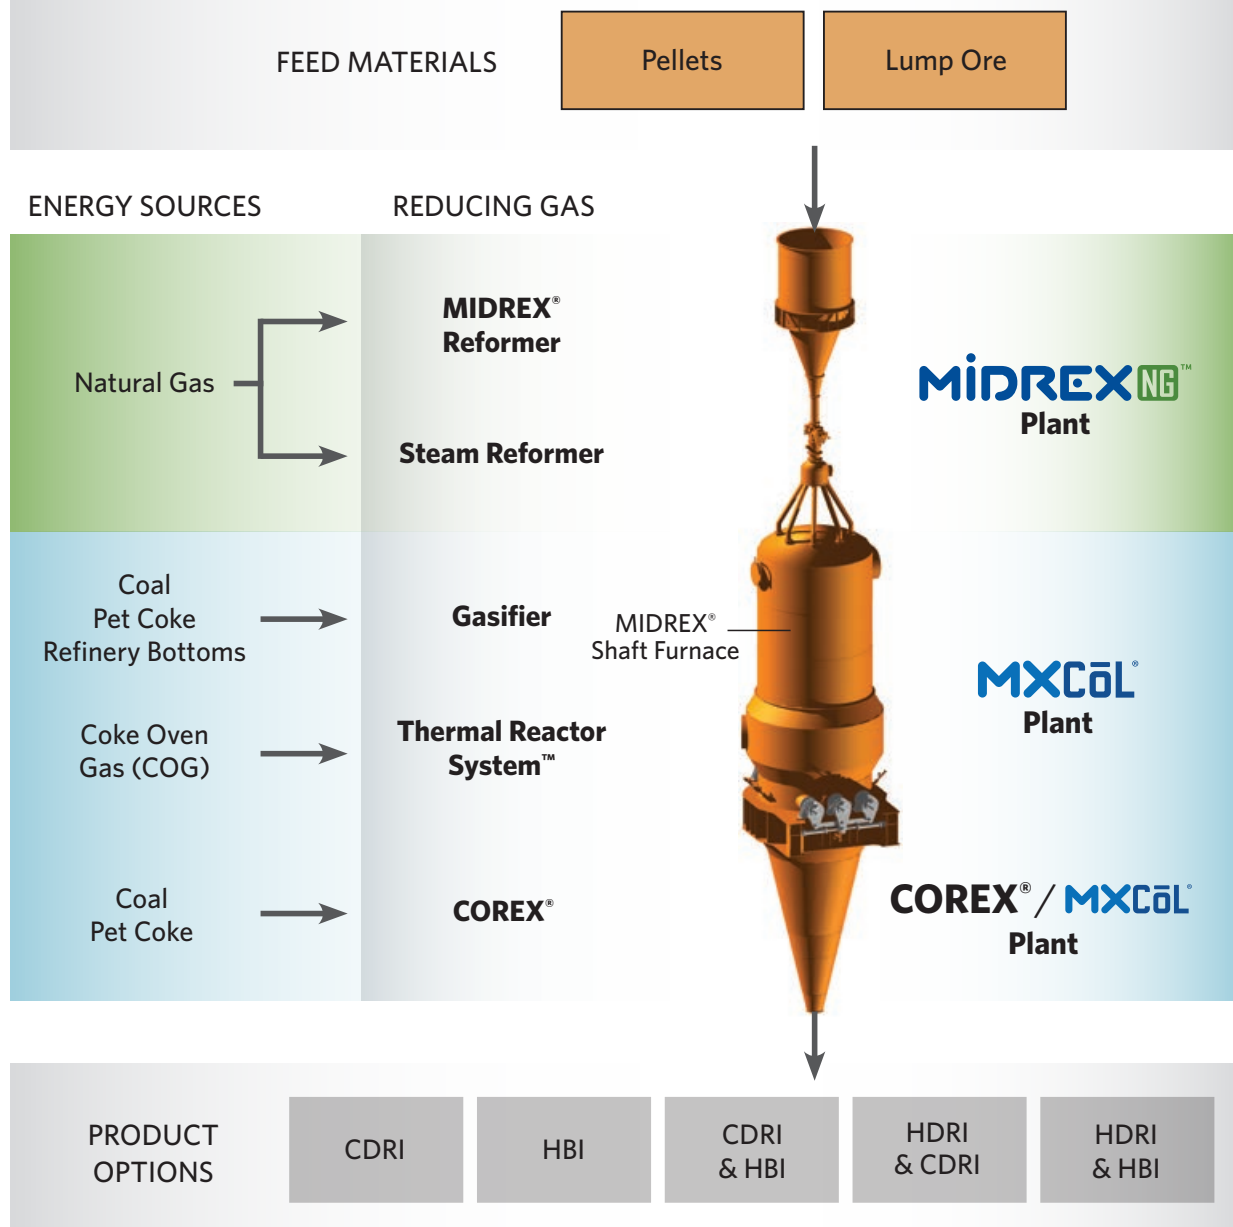 FEED MATERIALS
Pellets
Lump Ore
ENERGY SOURCES
REDUCING GAS
Natural Gas
MIDREX®
Reformer
Steam Reformer
MIDREX NG™
Plant
Coal
Pet Coke
Refinery Bottoms
Gasifier
MIDREX®
Shaft Furnace
MXCōL®
Plant
Coke Oven
Gas (COG)
Thermal Reactor
System™
Coal
Pet Coke
COREX®
COREX® / MXCōL®
Plant
PRODUCT
OPTIONS
CDRI
HBI
CDRI
& HBI
HDRI
& CDRI
HDRI
& HBI